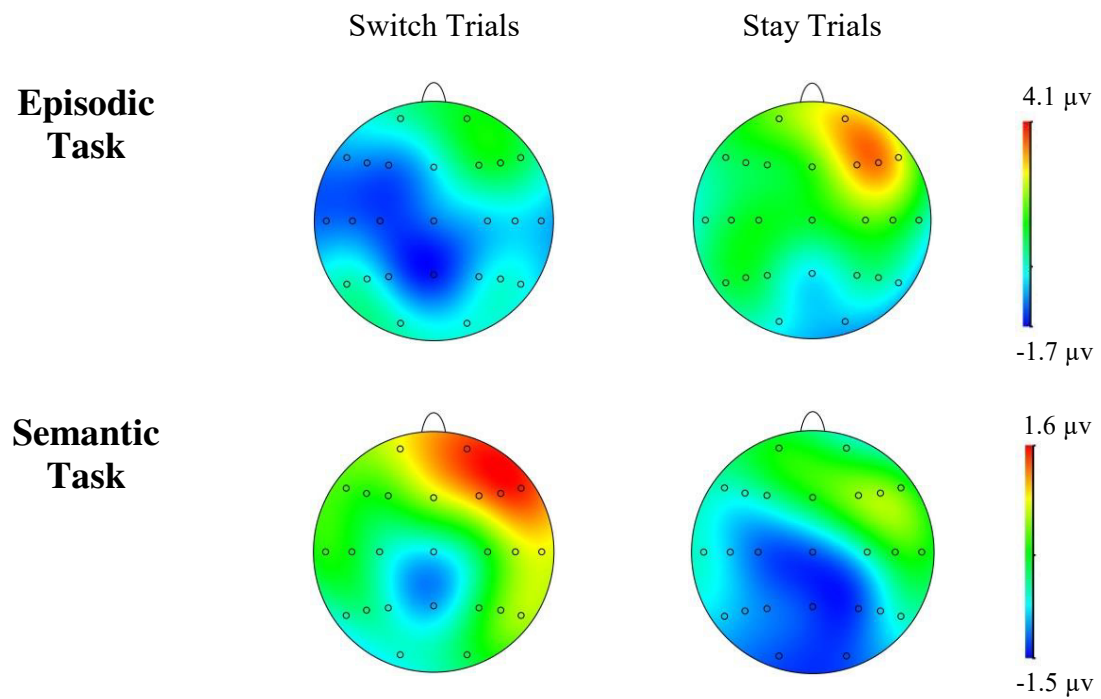 Switch Trials
Stay Trials
Episodic
Task
4.1 μv
-1.7 μv
Semantic
Task
1.6 μv
-1.5 μv